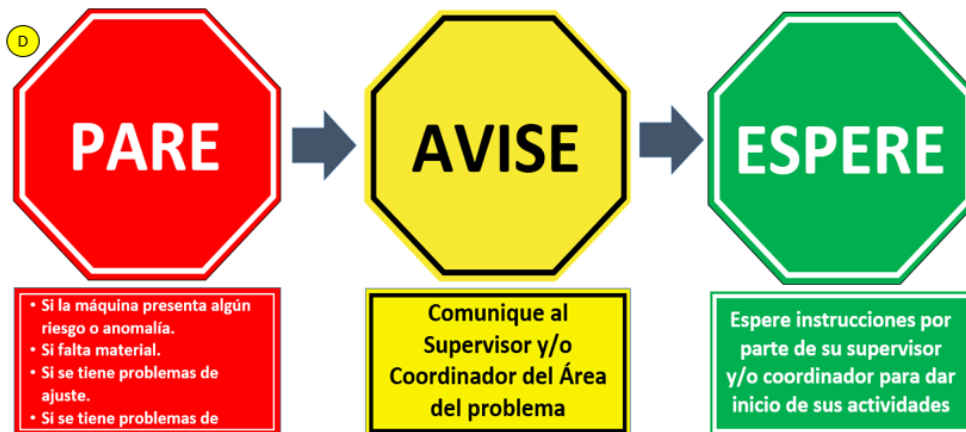 D
PARE
AVISE
ESPERE
• Si la máquina presenta algún
riesgo o anomalía.
• Si falta material.
• Si se tiene problemas de
ajuste.
• Si se tiene problemas de
Comunique al
Supervisor y/o
Coordinador del Área
del problema
Espere instrucciones por
parte de su supervisor
y/o coordinador para dar
inicio de sus actividades